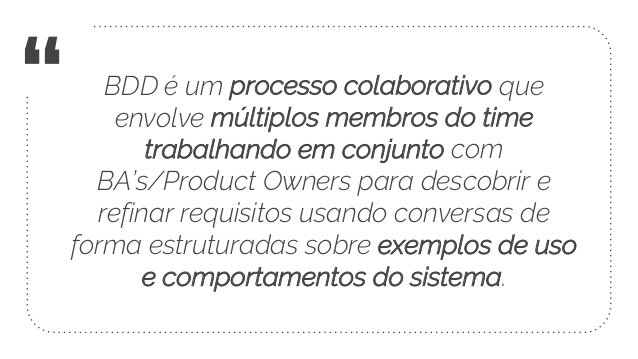 “
BDD é um processo colaborativo que
envolve múltiplos membros do time
trabalhando em conjunto com
BA's/Product Owners para descobrir e
refinar requisitos usando conversas de
forma estruturadas sobre exemplos de uso
e comportamentos do sistema.